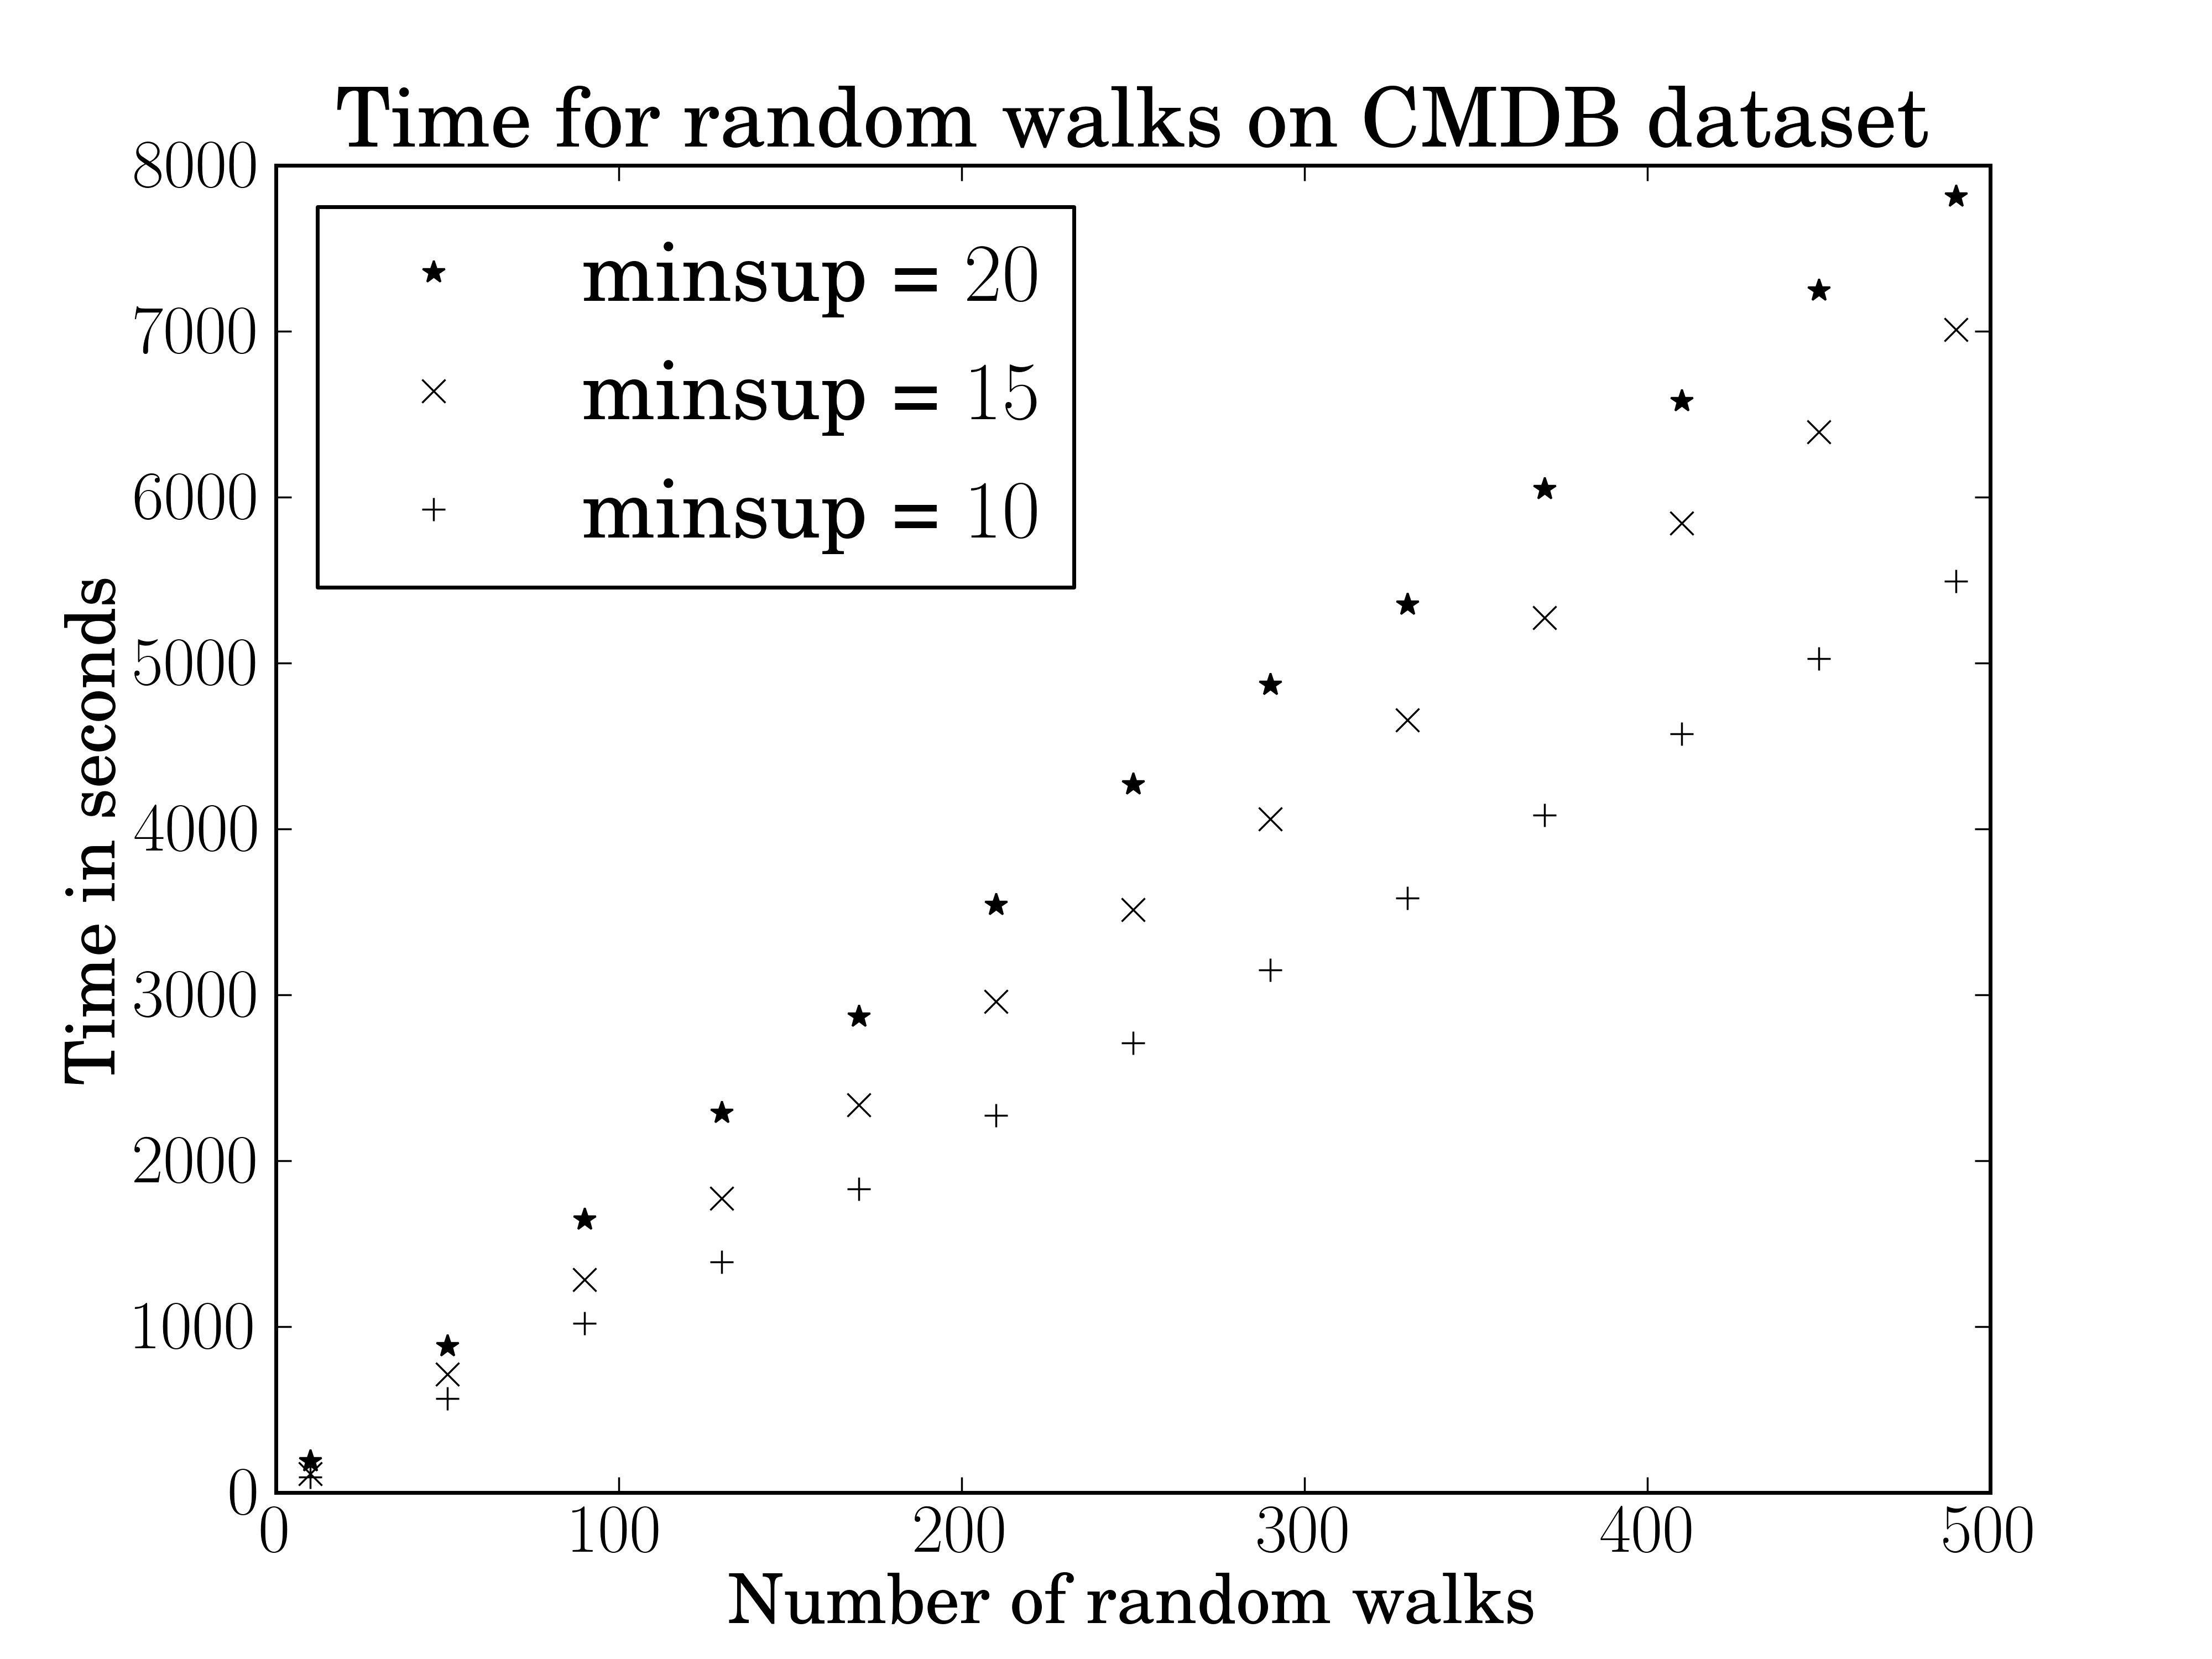 Time for random walks on CMDB dataset
8000
7000
6000
5000
4000
3000
2000
1000
0
minsup = 20
minsup = 15
minsup = 10
Time in seconds
0 100 200 300 400 500
Number of random walks